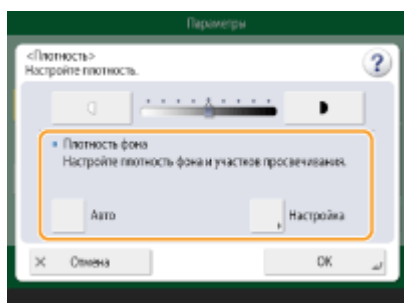 Параметры
<Плотность>
Настройте плотность.
?
Плотность фона
Настройте плотность фона и участков просвечивания.
Авто
Настройка
Отмена
OK